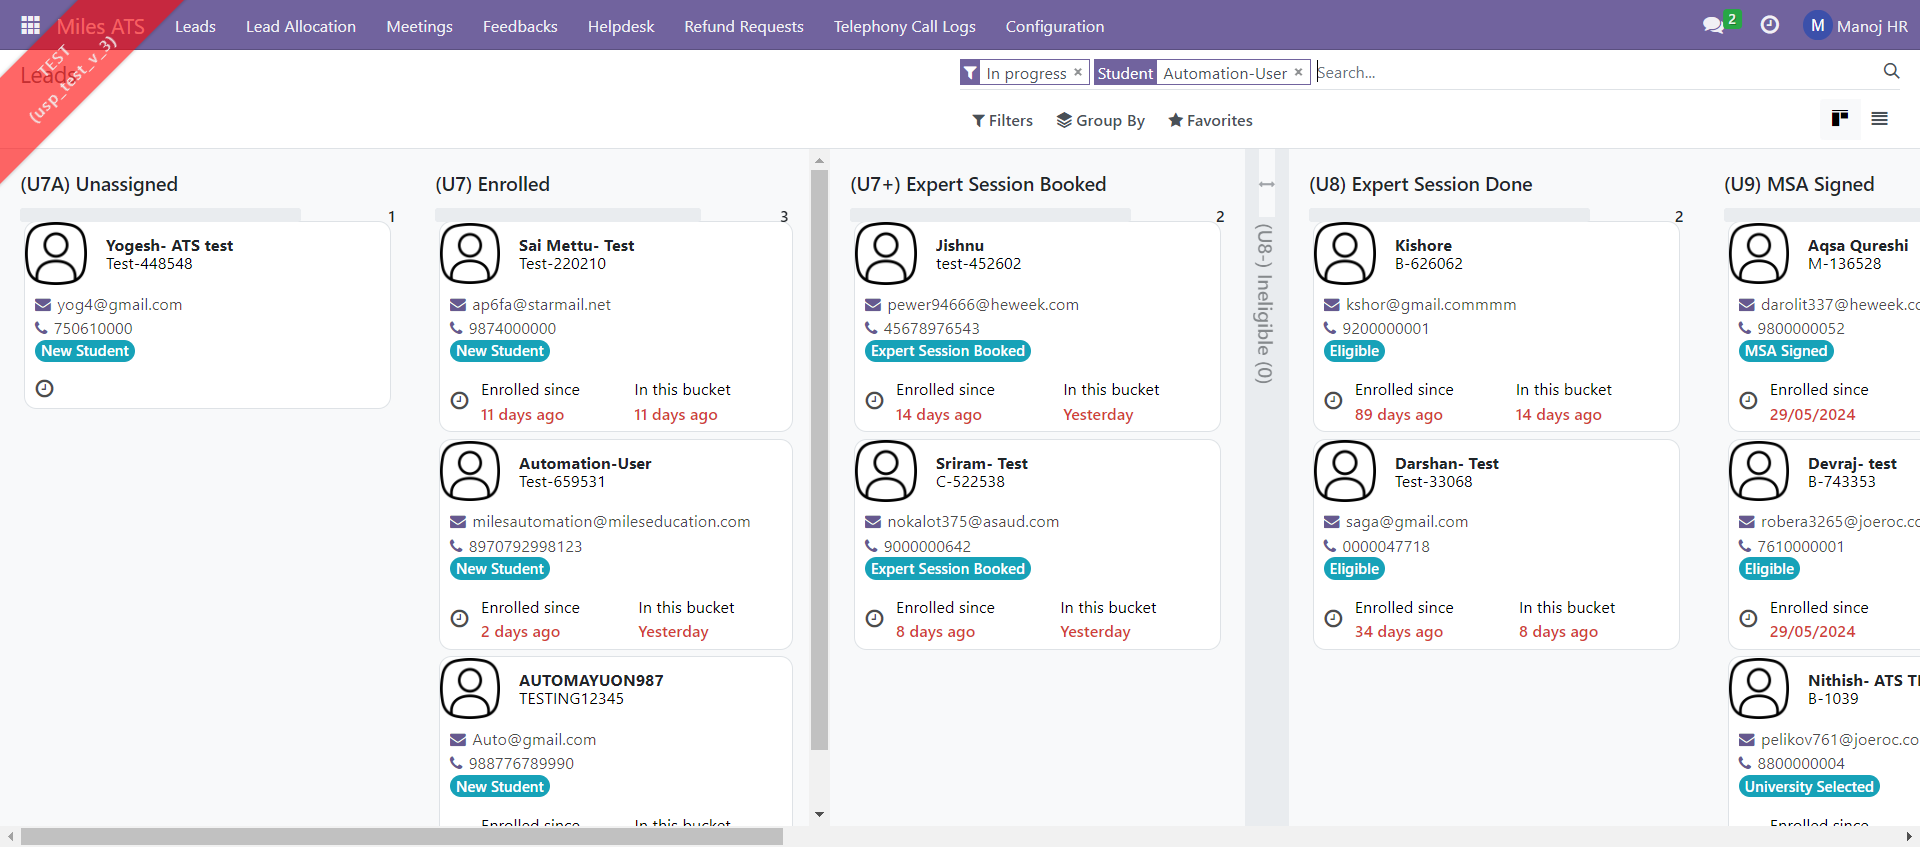 Miles ATS
Leads
Lead Allocation
Meetings
Feedbacks
Helpdesk
Refund Requests
Telephony Call Logs
Configuration
2
M
Manoj HR
TEST
(usp_test_v_3)
Leads
In progress ×
Student
Automation-User ×
Search...
Filters
Group By
Favorites
(U7A) Unassigned
1
Yogesh- ATS test
Test-448548
yog4@gmail.com
750610000
New Student
(U7) Enrolled
3
Sai Mettu- Test
Test-220210
ap6fa@starmail.net
9874000000
New Student
Enrolled since
In this bucket
11 days ago
11 days ago
Automation-User
Test-659531
milesautomation@mileseducation.com
8970792998123
New Student
Enrolled since
In this bucket
2 days ago
Yesterday
AUTOMAYUON987
TESTING12345
Auto@gmail.com
988776789990
New Student
Enrolled since
In this bucket
(U7+) Expert Session Booked
2
Jishnu
test-452602
pewer94666@heweek.com
45678976543
Expert Session Booked
Enrolled since
In this bucket
14 days ago
Yesterday
Sriram- Test
C-522538
nokalot375@asaud.com
9000000642
Expert Session Booked
Enrolled since
In this bucket
8 days ago
Yesterday
(U8-) Ineligible (0)
(U8) Expert Session Done
2
Kishore
B-626062
kshor@gmail.commmm
9200000001
Eligible
Enrolled since
In this bucket
89 days ago
14 days ago
Darshan- Test
Test-33068
saga@gmail.com
0000047718
Eligible
Enrolled since
In this bucket
34 days ago
8 days ago
(U9) MSA Signed
Aqsa Qureshi
M-136528
darolit337@heweek.co
9800000052
MSA Signed
Enrolled since
29/05/2024
Devraj- test
B-743353
robera3265@joeroc.co
7610000001
Eligible
Enrolled since
29/05/2024
Nithish- ATS T
B-1039
pelikov761@joeroc.co
8800000004
University Selected
Enrolled since